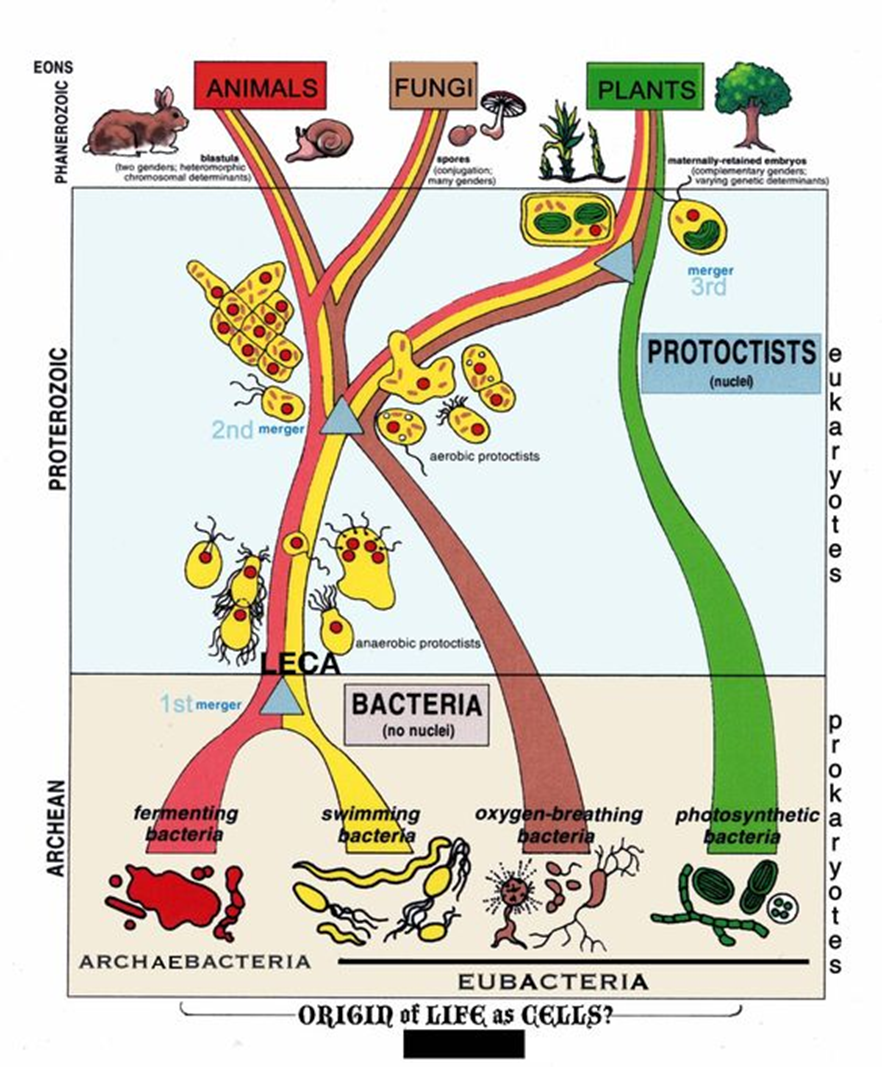 EONS
PHANEROZOIC
ANIMALS
FUNGI
PLANTS
blastula
(two genders; heteromorphic
chromosomal determinants)
spores
(conjugation;
many genders)
maternally-retained embryos
(complementary genders;
varying genetic determinants)
merger
3rd
PROTOCTISTS
(nuclei)
PROTEROZOIC
eukaryotes
2nd merger
aerobic protoctists
anaerobic protoctists
LECA
1st merger
BACTERIA
(no nuclei)
ARCHEAN
prokaryotes
fermenting
bacteria
swimming
bacteria
oxygen-breathing
bacteria
photosynthetic
bacteria
ARCHAEBACTERIA
EUBACTERIA
ORIGIN of LIFE as CELLS?